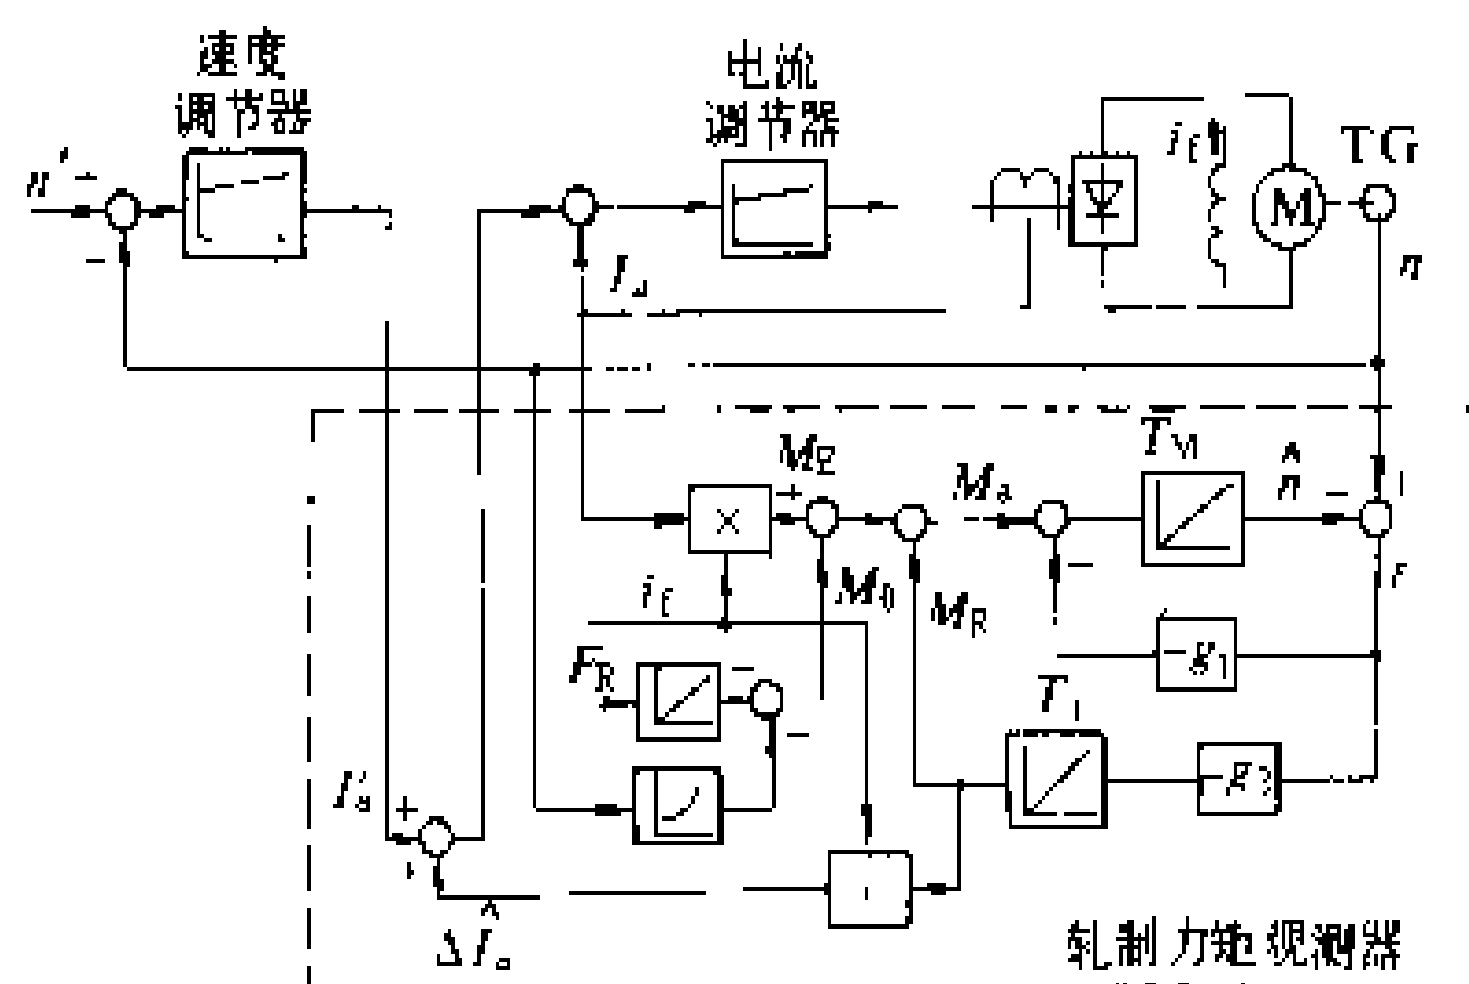 速度
调节器
电流
调节器
n*
+
−
I_a
i_f
M
TG
n
M_E
+
×
M_0
M_R
M_a
−
T_M
n̂
−
ε
i_f
F_R
−
−
−g_1
T_I
−g_2
I_a*
+
+
ΔÎ_a
轧制力矩观测器